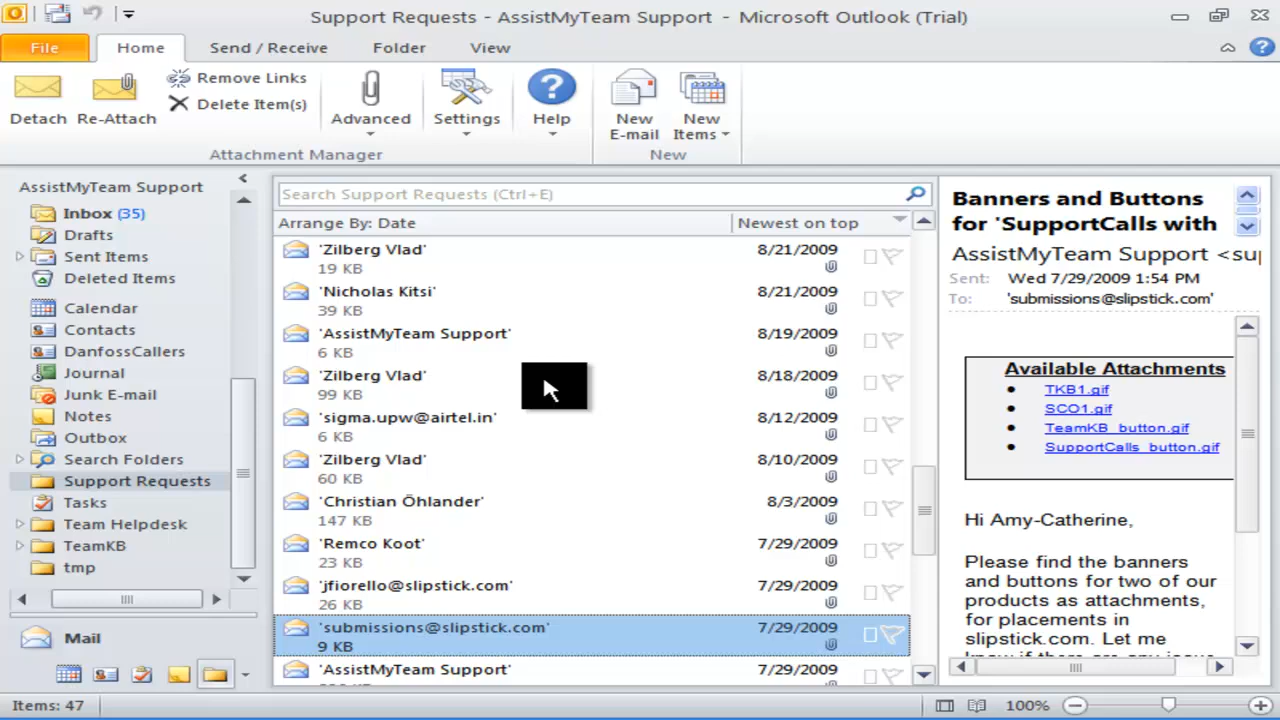 Support Requests - AssistMyTeam Support - Microsoft Outlook (Trial)
File Home Send / Receive Folder View
Detach
Re-Attach
Remove Links
Delete Item(s)
Advanced
Settings
Help
New E-mail
New Items
Attachment Manager
New
AssistMyTeam Support
Inbox (35)
Drafts
Sent Items
Deleted Items
Calendar
Contacts
DanfossCallers
Journal
Junk E-mail
Notes
Outbox
Search Folders
Support Requests
Tasks
Team Helpdesk
TeamKB
tmp
Mail
Search Support Requests (Ctrl+E)
Arrange By: Date Newest on top
'Zilberg Vlad' 8/21/2009
19 KB
'Nicholas Kitsi' 8/21/2009
39 KB
'AssistMyTeam Support' 8/19/2009
6 KB
'Zilberg Vlad' 8/18/2009
99 KB
'sigma.upw@airtel.in' 8/12/2009
6 KB
'Zilberg Vlad' 8/10/2009
60 KB
'Christian Öhlander' 8/3/2009
147 KB
'Remco Koot' 7/29/2009
23 KB
'jfiorello@slipstick.com' 7/29/2009
26 KB
'submissions@slipstick.com' 7/29/2009
9 KB
'AssistMyTeam Support' 7/29/2009
Banners and Buttons
for 'SupportCalls with
AssistMyTeam Support <su
Sent: Wed 7/29/2009 1:54 PM
To: 'submissions@slipstick.com'
Available Attachments
• TKB1.gif
• SCO1.gif
• TeamKB_button.gif
• SupportCalls_button.gif
Hi Amy-Catherine,
Please find the banners
and buttons for two of our
products as attachments,
for placements in
slipstick.com. Let me
know if there are any issue
Items: 47
100%